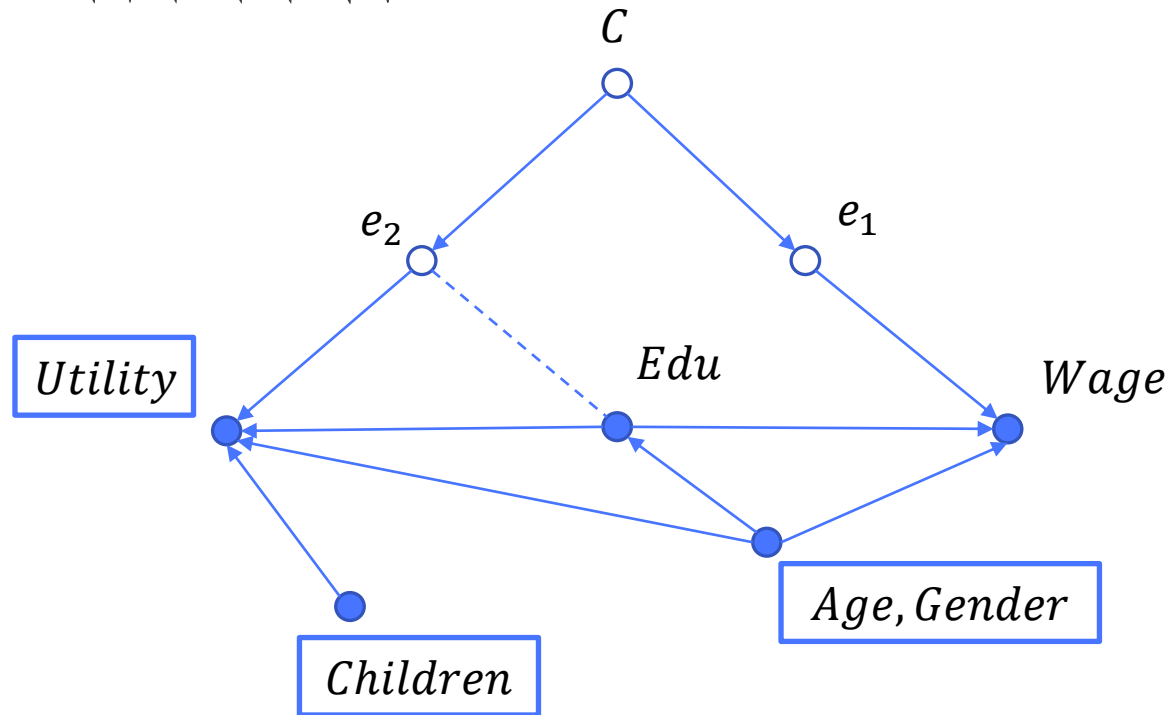 C
e₂
e₁
Utility
Edu
Wage
Age, Gender
Children